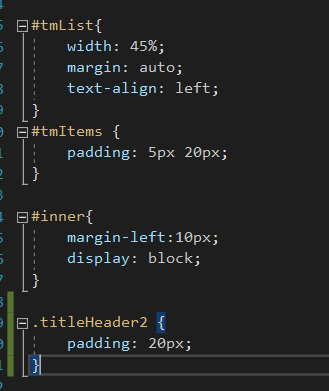 #tmList{
width: 45%;
margin: auto;
text-align: left;
}
#tmItems {
padding: 5px 20px;
}
#inner{
margin-left:10px;
display: block;
}
.titleHeader2 {
padding: 20px;
}